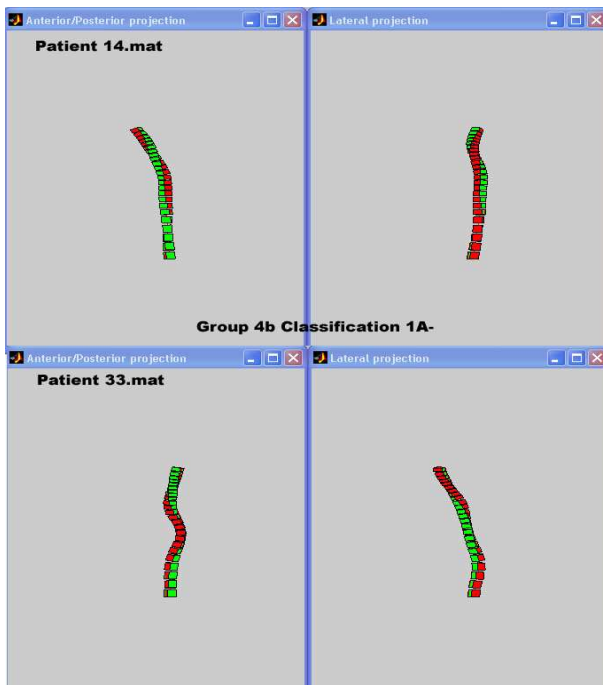 Anterior/Posterior projection
Lateral projection
Patient 14.mat
Group 4b Classification 1A-
Anterior/Posterior projection
Lateral projection
Patient 33.mat